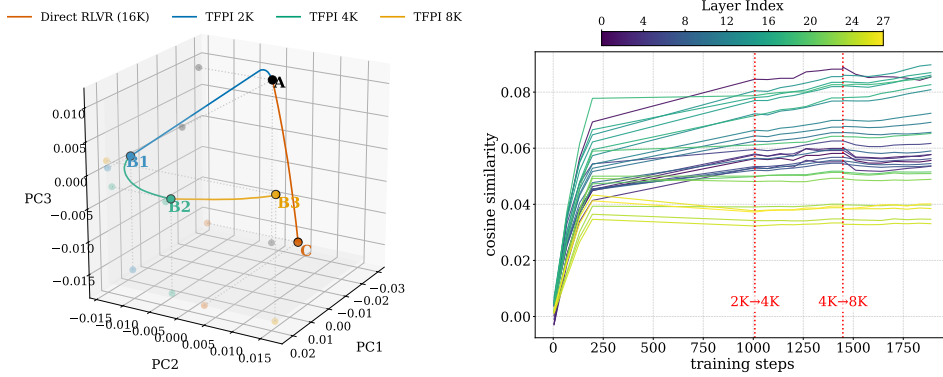 Direct RLVR (16K)
TFPI 2K
TFPI 4K
TFPI 8K
A
B1
B2
B3
C
0.010
0.005
0.000
−0.005
−0.010
−0.015
PC3
−0.015
−0.010
−0.005
0.000
0.005
0.010
0.015
PC2
−0.03
−0.02
−0.01
0.00
0.01
0.02
PC1
Layer Index
0 4 8 12 16 20 24 27
0.08
0.06
0.04
0.02
0.00
cosine similarity
2K→4K
4K→8K
0 250 500 750 1000 1250 1500 1750
training steps